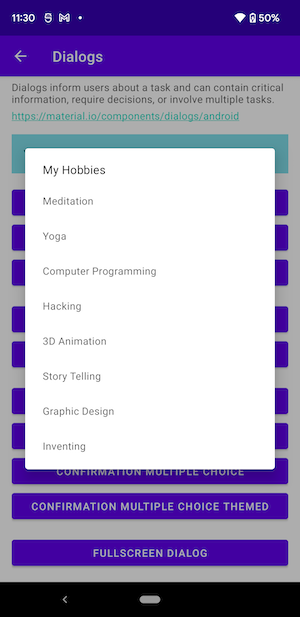 11:30
50%
Dialogs
Dialogs inform users about a task and can contain critical
information, require decisions, or involve multiple tasks.
https://material.io/components/dialogs/android
My Hobbies
Meditation
Yoga
Computer Programming
Hacking
3D Animation
Story Telling
Graphic Design
Inventing
CONFIRMATION MULTIPLE CHOICE
CONFIRMATION MULTIPLE CHOICE THEMED
FULLSCREEN DIALOG